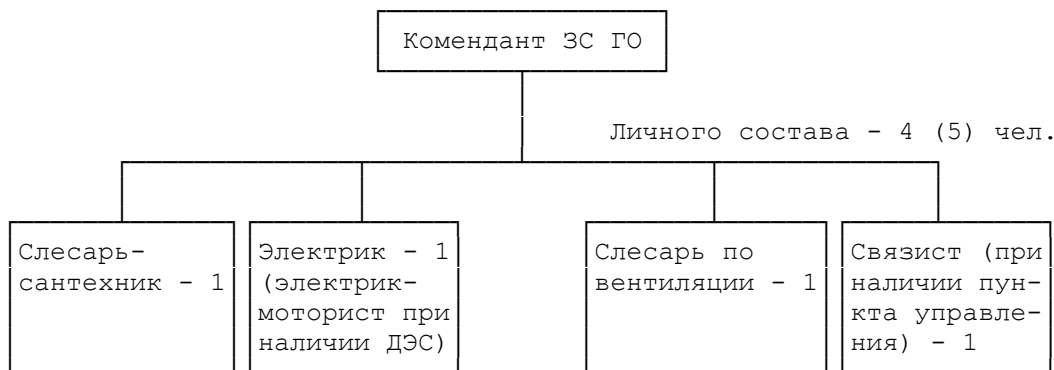 Комендант ЗС ГО
Личного состава - 4 (5) чел.
Слесарь-
сантехник - 1
Электрик - 1
(электрик-
моторист при
наличии ДЭС)
Слесарь по
вентиляции - 1
Связист (при
наличии пун-
кта управле-
ния) - 1